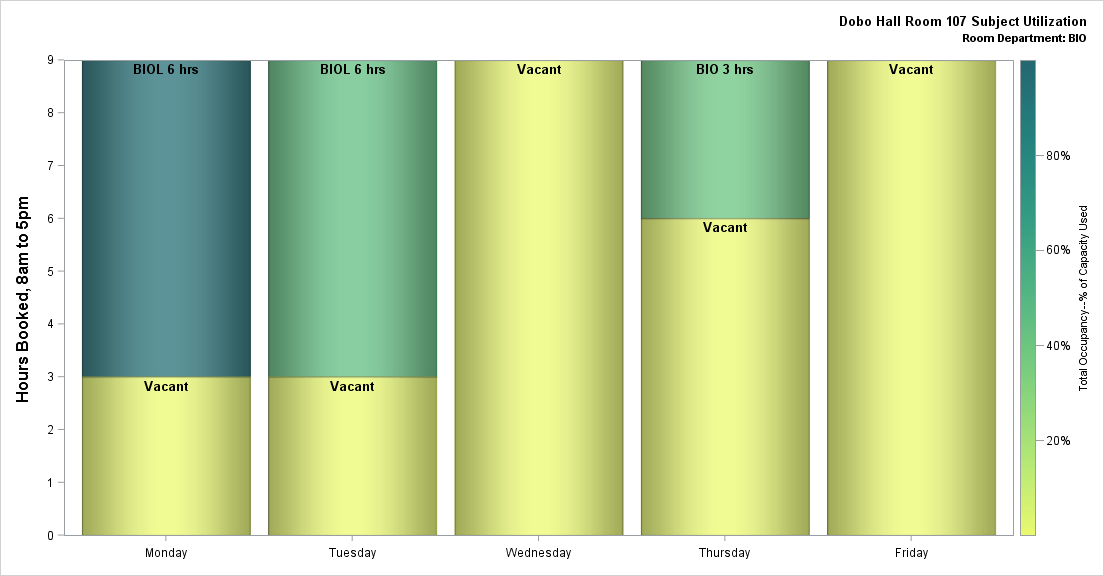 Dobo Hall Room 107 Subject Utilization
Room Department: BIO
Hours Booked, 8am to 5pm
9
8
7
6
5
4
3
2
1
0
BIOL 6 hrs
Vacant
BIOL 6 hrs
Vacant
Vacant
BIO 3 hrs
Vacant
Vacant
Monday
Tuesday
Wednesday
Thursday
Friday
80%
60%
40%
20%
Total Occupancy--% of Capacity Used